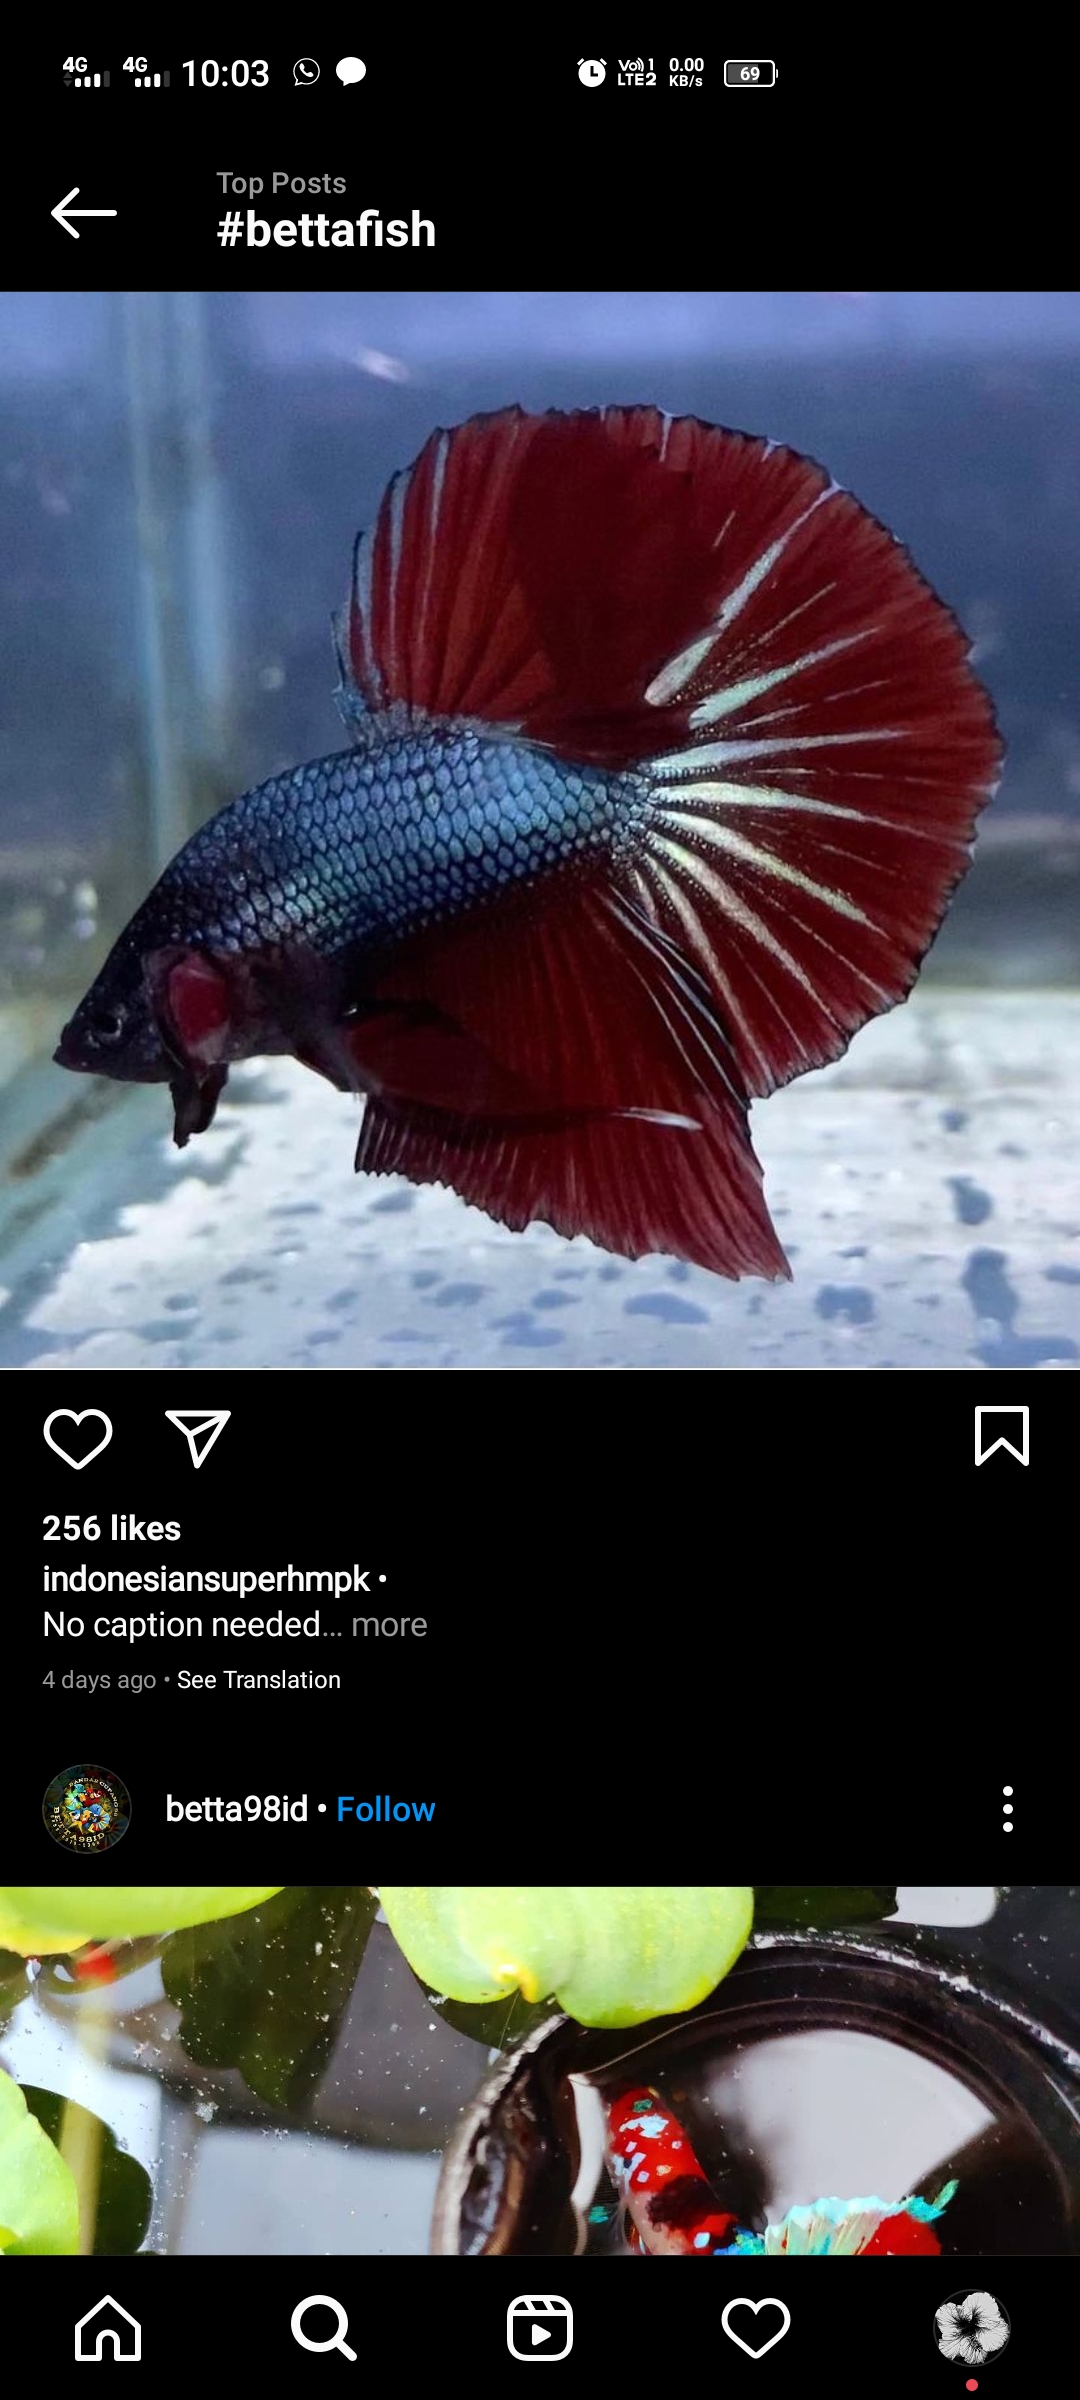 4G 4G 10:03 Vo) 1 LTE2 0.00 KB/s 69
Top Posts
#bettafish
256 likes
indonesiansuperhmpk •
No caption needed... more
4 days ago • See Translation
betta98id • Follow
BETTA98ID